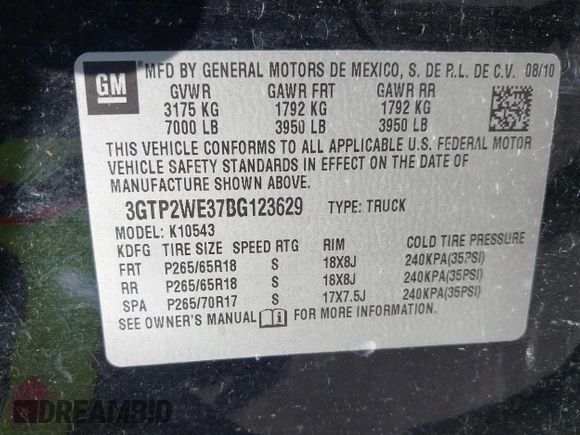 GM
MFD BY GENERAL MOTORS DE MEXICO, S. DE R.L. DE C.V. 08/10
GVWR GAWR FRT GAWR RR
3175 KG 1792 KG 1792 KG
7000 LB 3950 LB 3950 LB
THIS VEHICLE CONFORMS TO ALL APPLICABLE U.S. FEDERAL MOTOR
VEHICLE SAFETY STANDARDS IN EFFECT ON THE DATE OF
MANUFACTURE SHOWN ABOVE.
3GTP2WE37BG123629 TYPE: TRUCK
MODEL: K10543
KDFG TIRE SIZE SPEED RTG RIM COLD TIRE PRESSURE
FRT P265/65R18 S 18X8J 240KPA(35PSI)
RR P265/65R18 S 18X8J 240KPA(35PSI)
SPA P265/70R17 S 17X7.5J 240KPA(35PSI)
SEE OWNER'S MANUAL FOR MORE INFORMATION.
DREAMBID